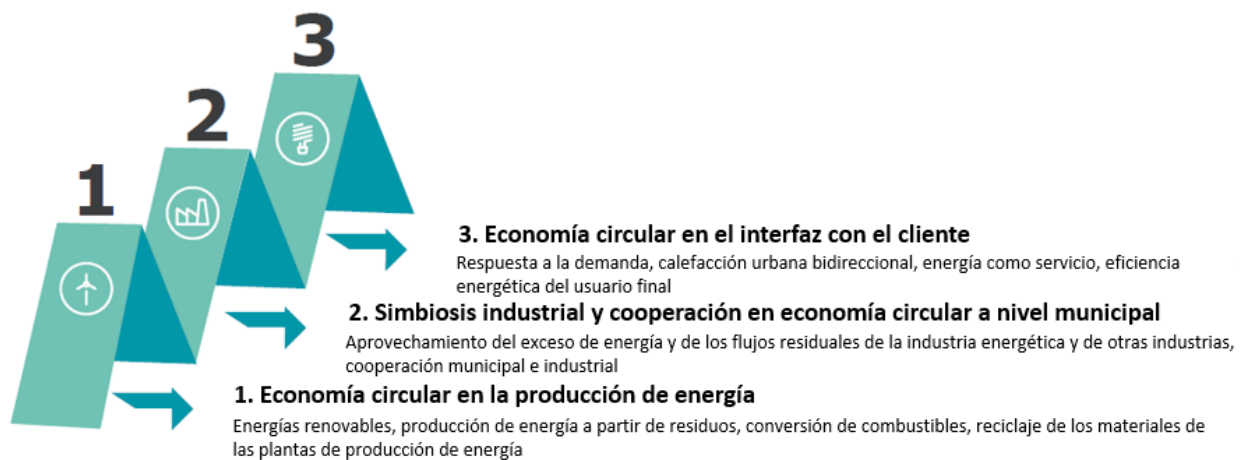 3
2
1
3. Economía circular en el interfaz con el cliente
Respuesta a la demanda, calefacción urbana bidireccional, energía como servicio, eficiencia
energética del usuario final
2. Simbiosis industrial y cooperación en economía circular a nivel municipal
Aprovechamiento del exceso de energía y de los flujos residuales de la industria energética y de otras industrias,
cooperación municipal e industrial
1. Economía circular en la producción de energía
Energías renovables, producción de energía a partir de residuos, conversión de combustibles, reciclaje de los materiales de
las plantas de producción de energía